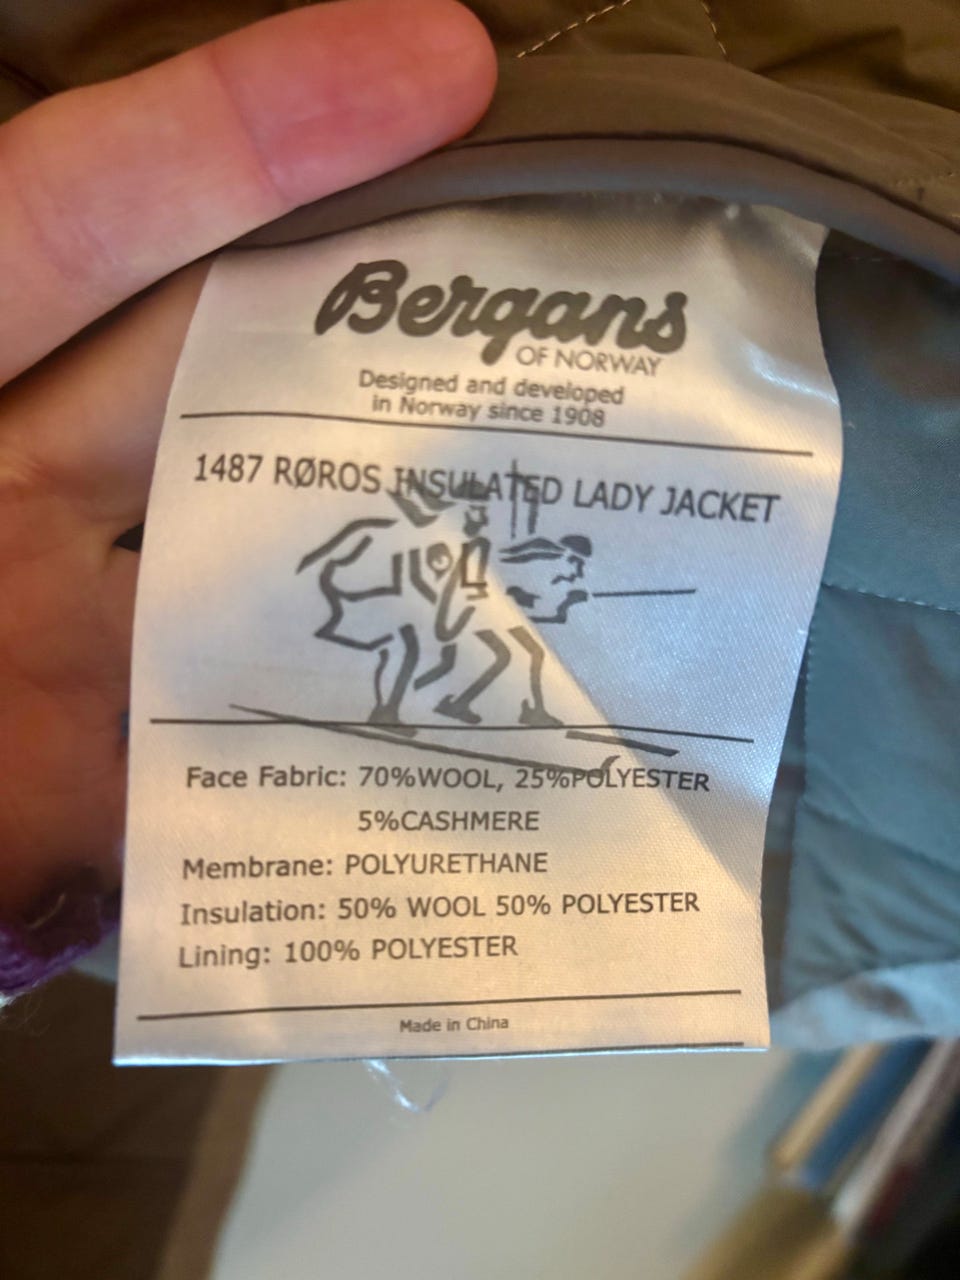 Bergans
OF NORWAY
Designed and developed
in Norway since 1908
1487 RØROS INSULATED LADY JACKET
Face Fabric: 70%WOOL, 25%POLYESTER
5%CASHMERE
Membrane: POLYURETHANE
Insulation: 50% WOOL 50% POLYESTER
Lining: 100% POLYESTER
Made in China